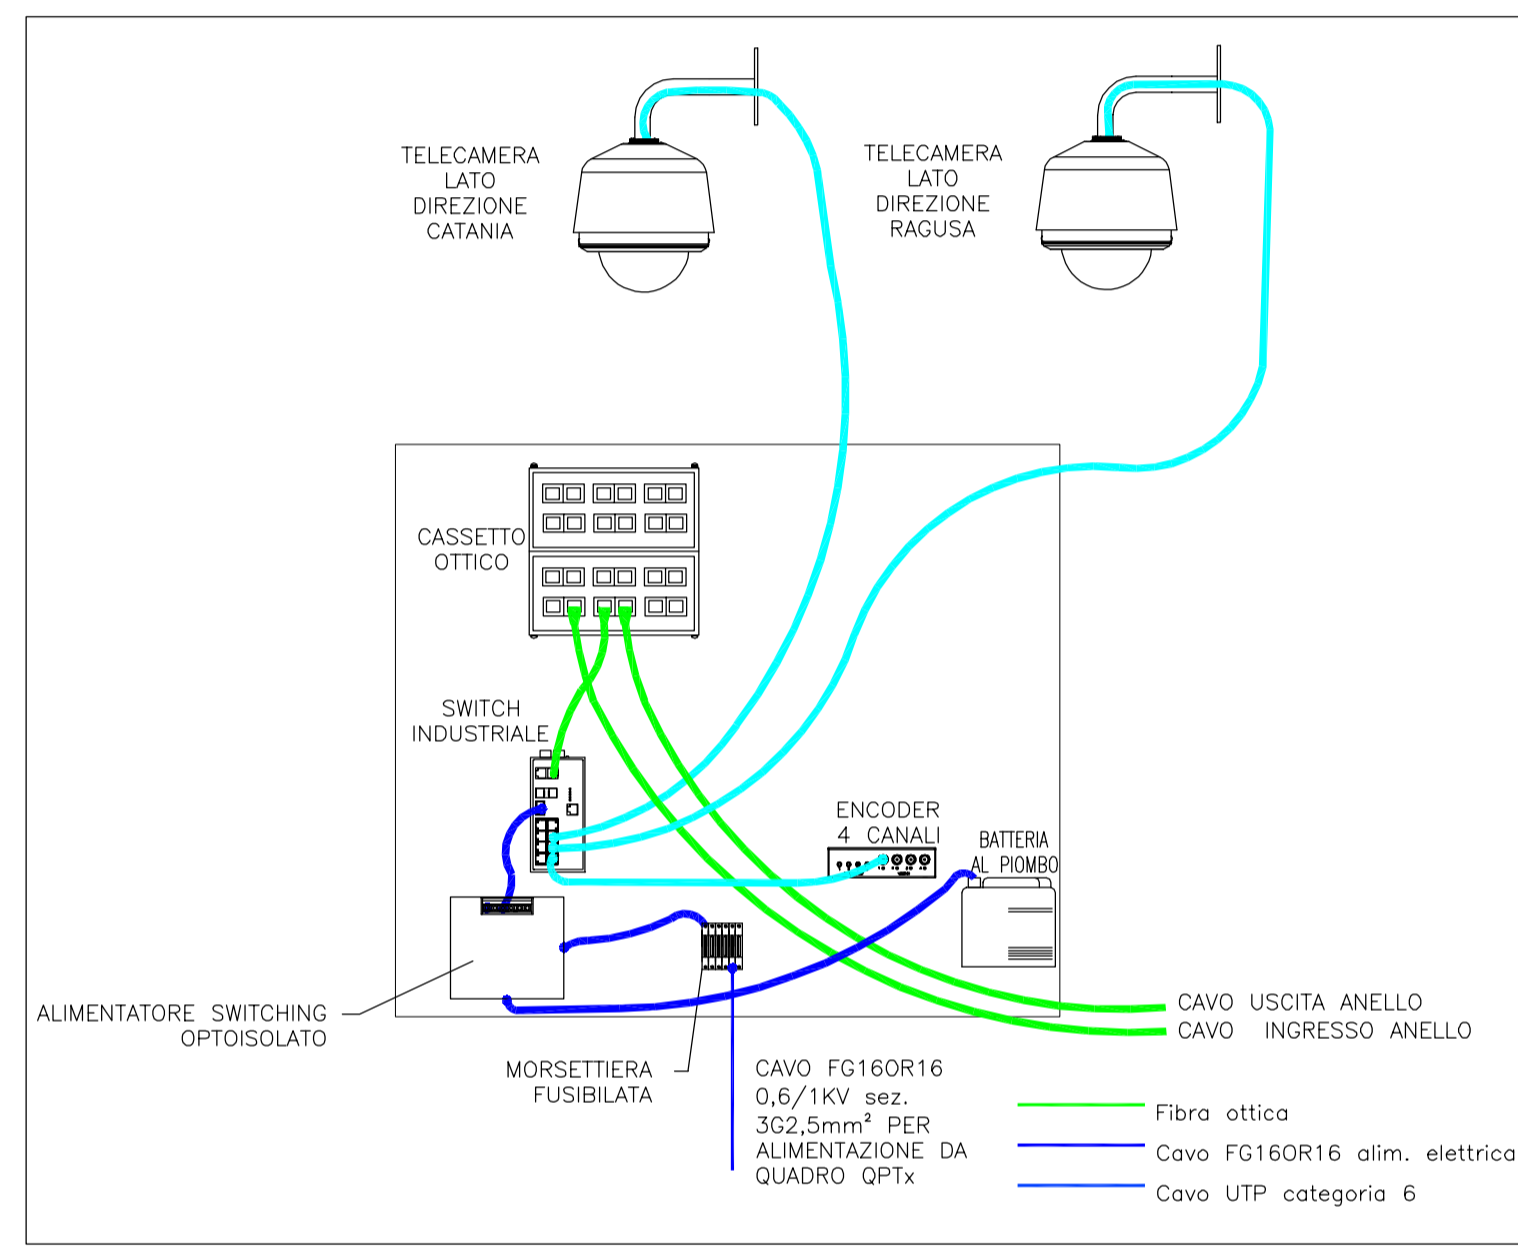 TELECAMERA
LATO
DIREZIONE
CATANIA
TELECAMERA
LATO
DIREZIONE
RAGUSA
CASSETTO
OTTICO
SWITCH
INDUSTRIALE
ENCODER
4 CANALI
BATTERIA
AL PIOMBO
ALIMENTATORE SWITCHING
OPTOISOLATO
MORSETTIERA
FUSIBILATA
CAVO FG16OR16
0,6/1KV sez.
3G2,5mm² PER
ALIMENTAZIONE DA
QUADRO QPTx
CAVO USCITA ANELLO
CAVO INGRESSO ANELLO
Fibra ottica
Cavo FG16OR16 alim. elettrica
Cavo UTP categoria 6